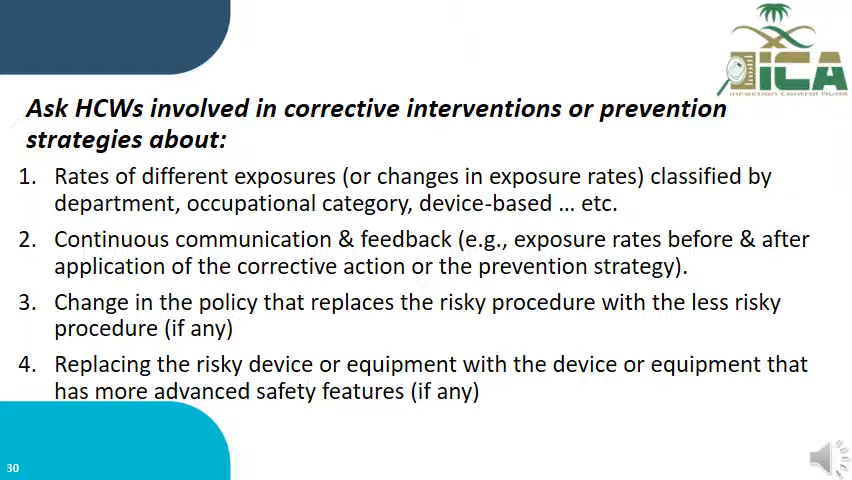 iCA
Infection Control Audit
Ask HCWs involved in corrective interventions or prevention
strategies about:
1. Rates of different exposures (or changes in exposure rates) classified by
department, occupational category, device-based … etc.
2. Continuous communication & feedback (e.g., exposure rates before & after
application of the corrective action or the prevention strategy).
3. Change in the policy that replaces the risky procedure with the less risky
procedure (if any)
4. Replacing the risky device or equipment with the device or equipment that
has more advanced safety features (if any)
30